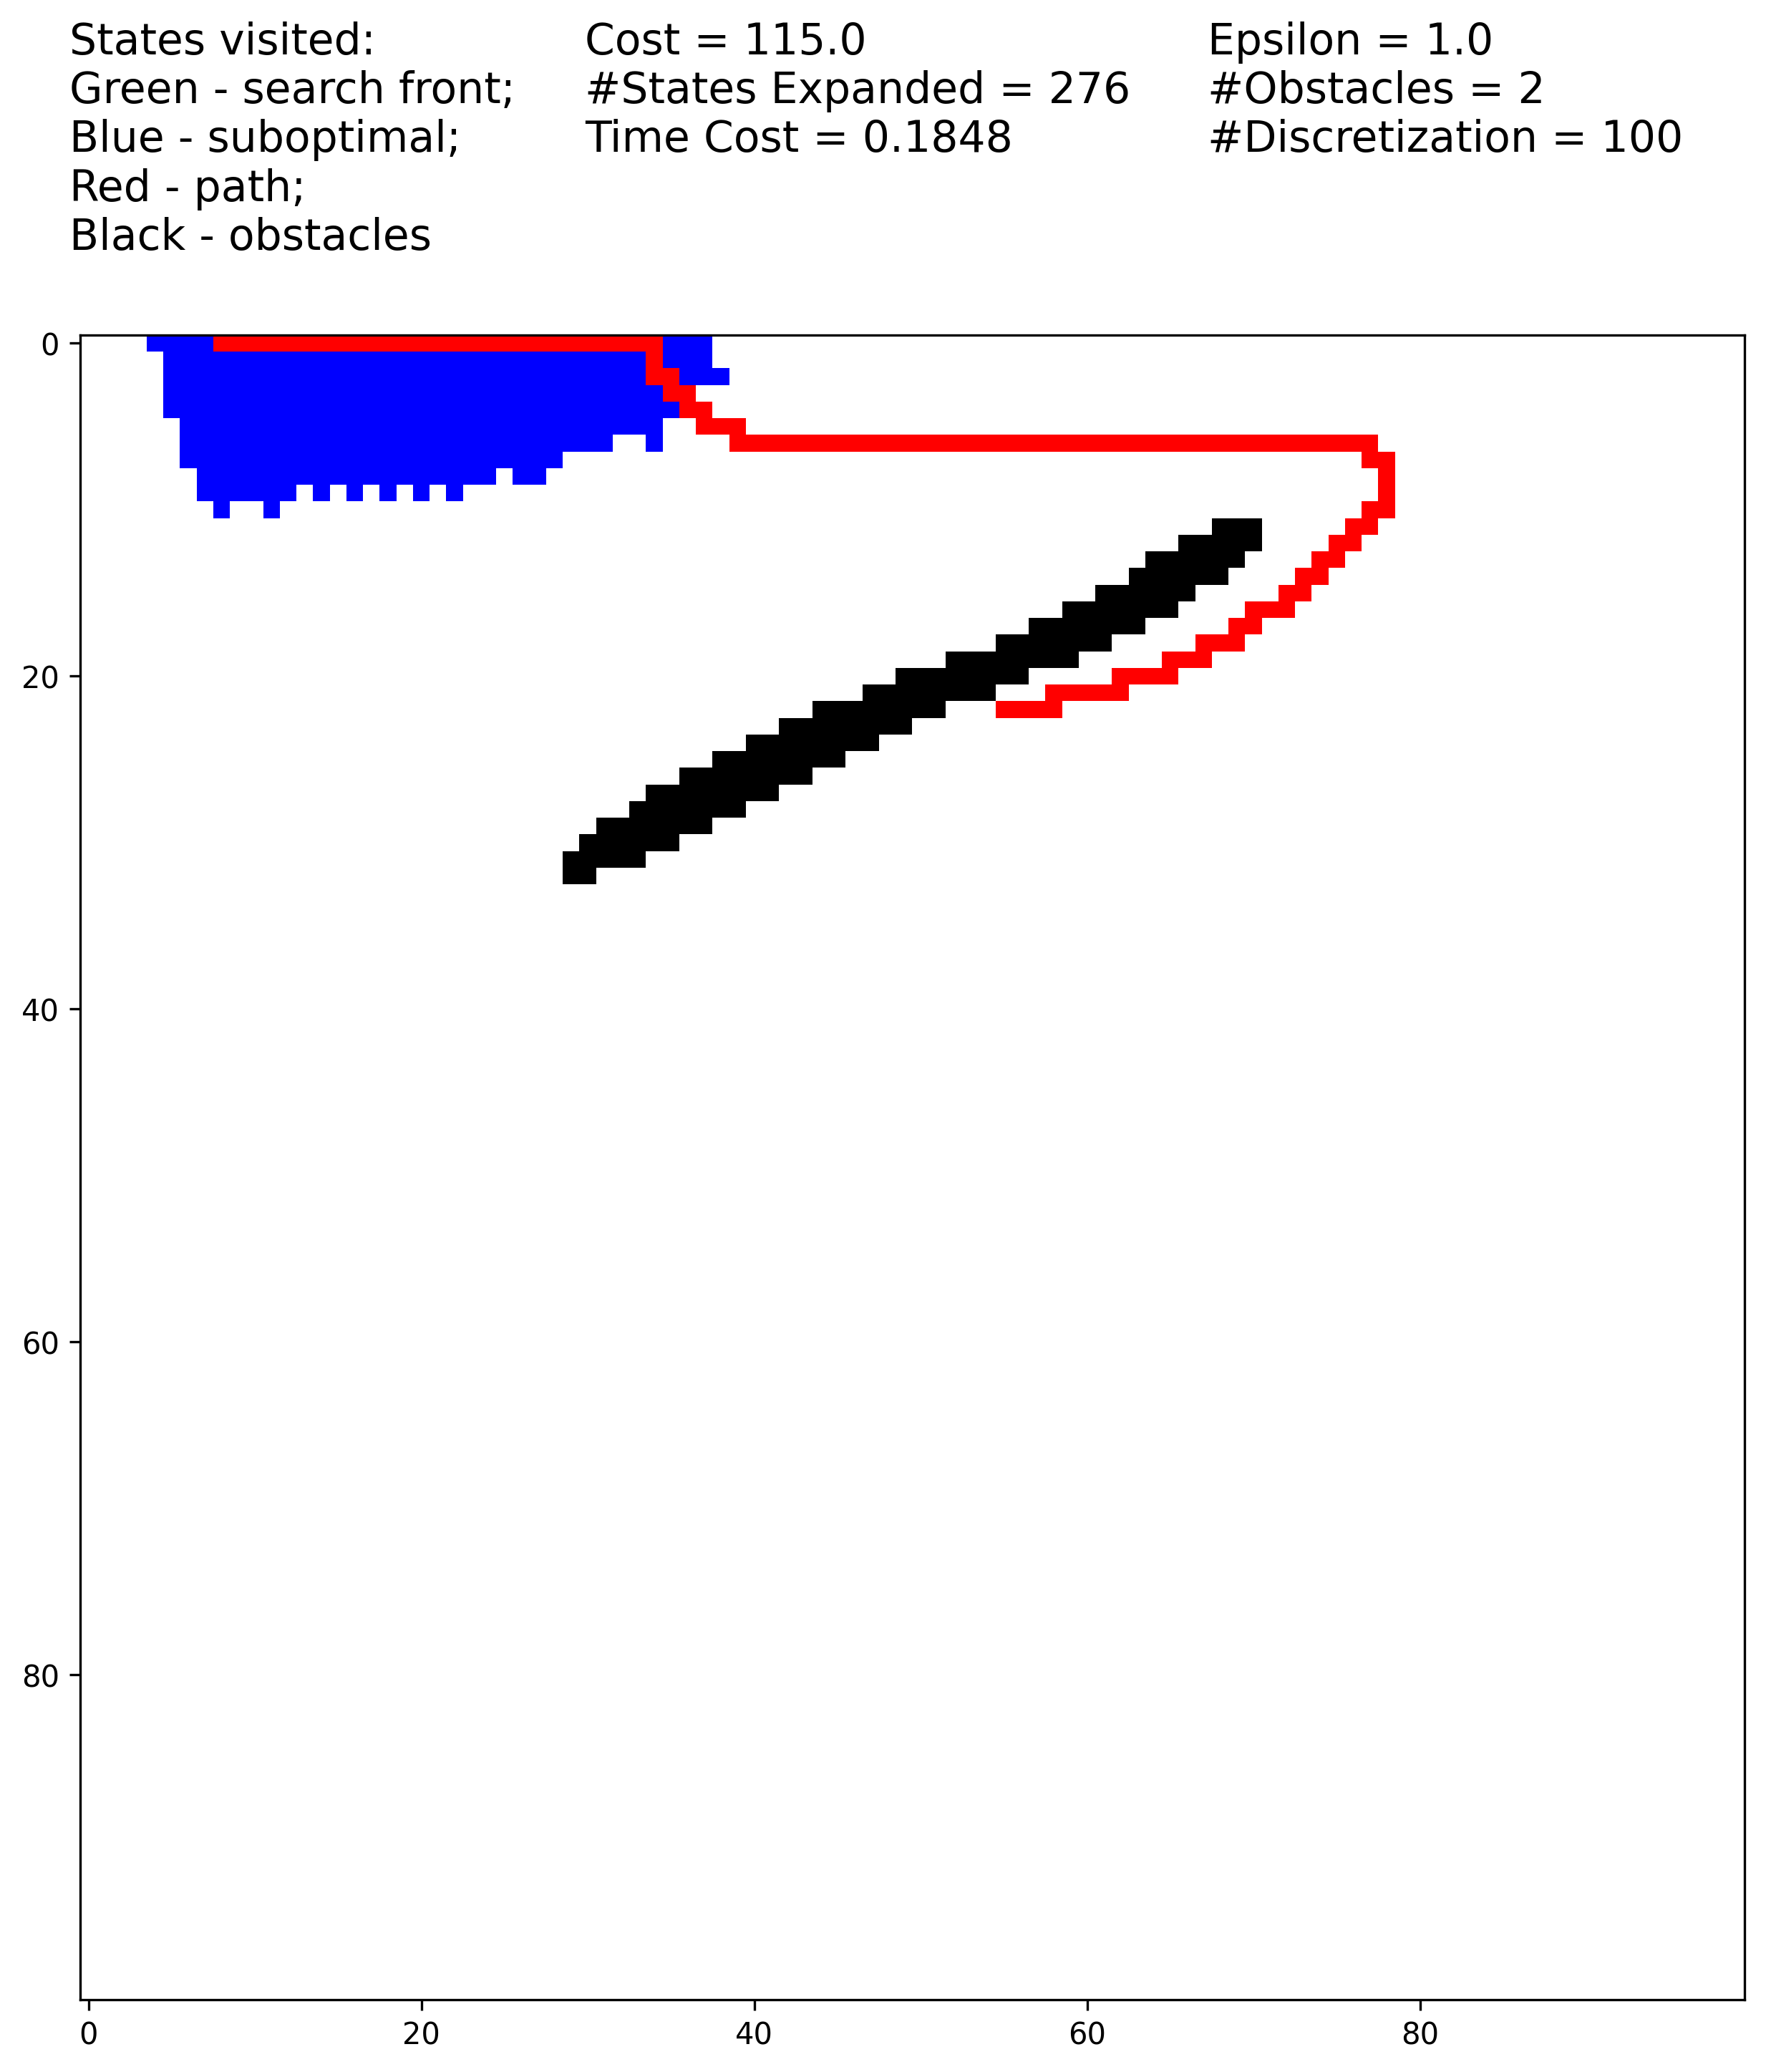 States visited:
Green - search front;
Blue - suboptimal;
Red - path;
Black - obstacles
Cost = 115.0
#States Expanded = 276
Time Cost = 0.1848
Epsilon = 1.0
#Obstacles = 2
#Discretization = 100
0
20
40
60
80
0
20
40
60
80